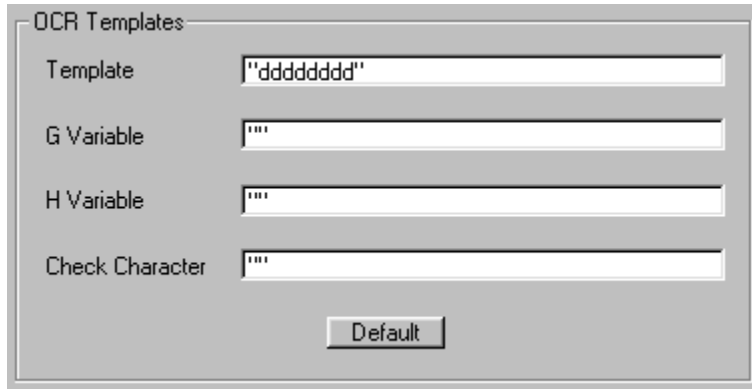 OCR Templates
Template "dddddddd"
G Variable ""
H Variable ""
Check Character ""
Default